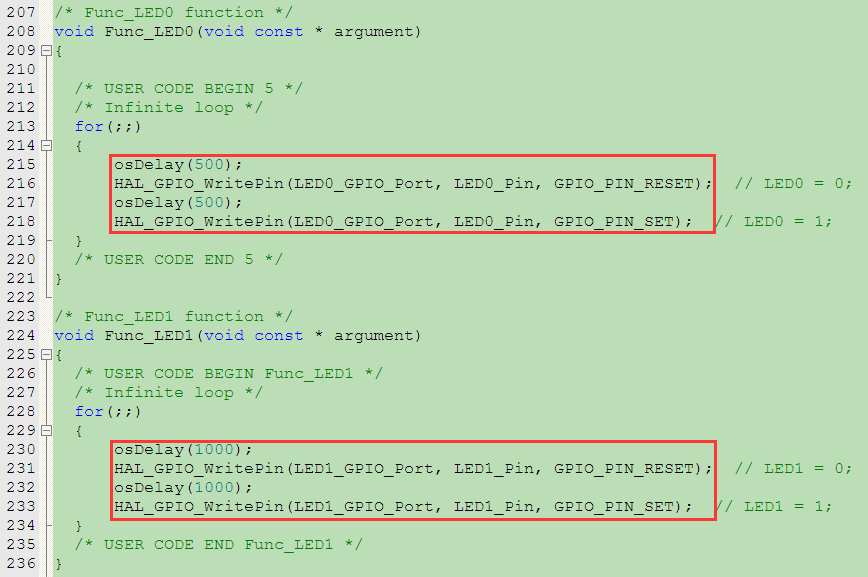 207 /* Func_LED0 function */
208 void Func_LED0(void const * argument)
209 {
210
211   /* USER CODE BEGIN 5 */
212   /* Infinite loop */
213   for(;;)
214   {
215       osDelay(500);
216       HAL_GPIO_WritePin(LED0_GPIO_Port, LED0_Pin, GPIO_PIN_RESET);  // LED0 = 0;
217       osDelay(500);
218       HAL_GPIO_WritePin(LED0_GPIO_Port, LED0_Pin, GPIO_PIN_SET);  // LED0 = 1;
219   }
220   /* USER CODE END 5 */
221 }
222
223 /* Func_LED1 function */
224 void Func_LED1(void const * argument)
225 {
226   /* USER CODE BEGIN Func_LED1 */
227   /* Infinite loop */
228   for(;;)
229   {
230       osDelay(1000);
231       HAL_GPIO_WritePin(LED1_GPIO_Port, LED1_Pin, GPIO_PIN_RESET);  // LED1 = 0;
232       osDelay(1000);
233       HAL_GPIO_WritePin(LED1_GPIO_Port, LED1_Pin, GPIO_PIN_SET);  // LED1 = 1;
234   }
235   /* USER CODE END Func_LED1 */
236 }